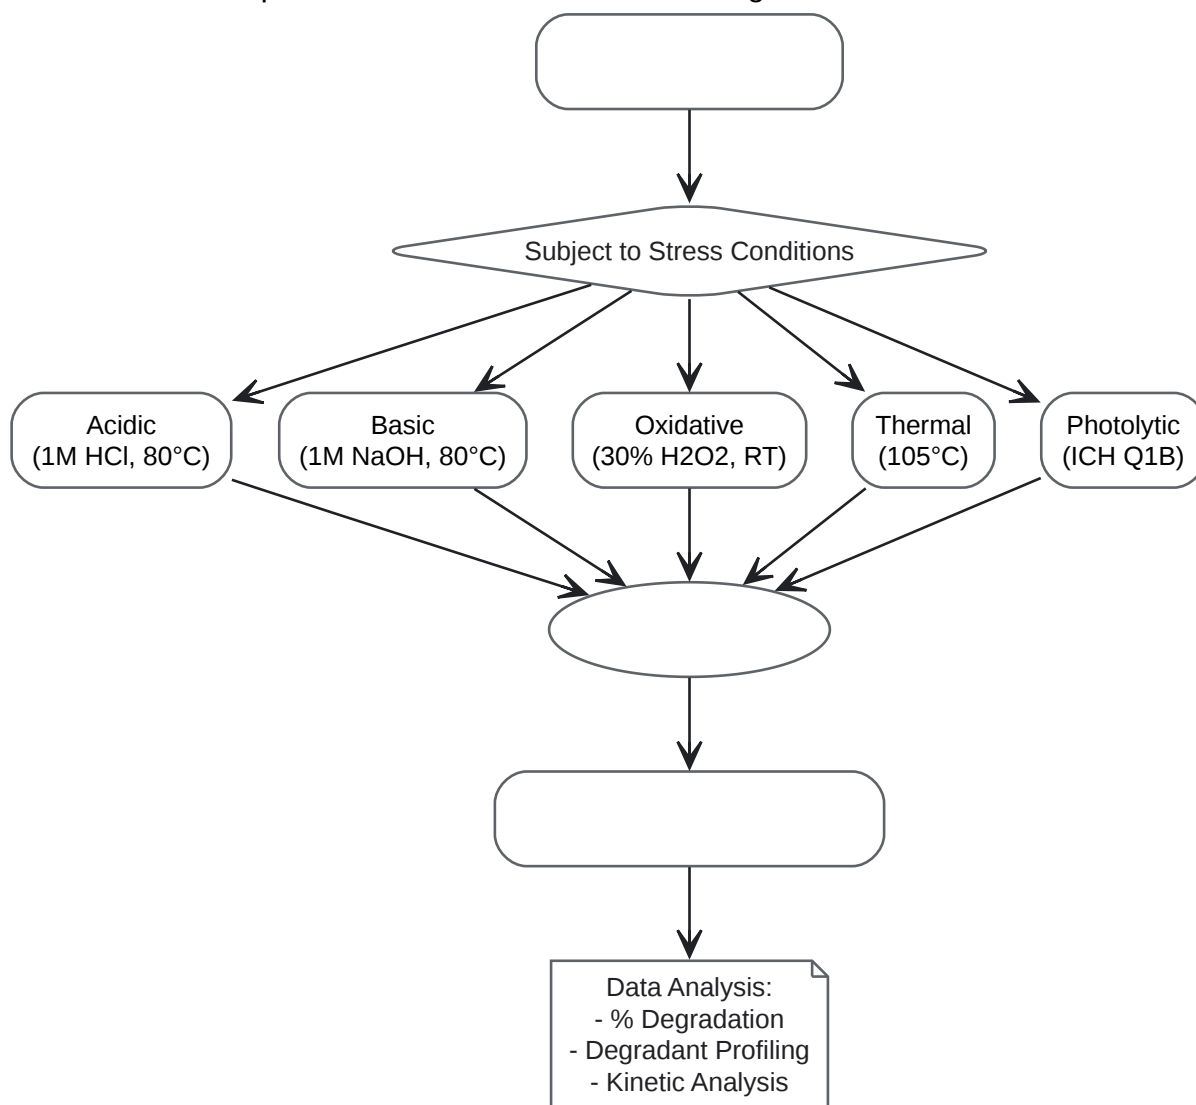 Subject to Stress Conditions
Acidic
(1M HCl, 80°C)
Basic
(1M NaOH, 80°C)
Oxidative
(30% H2O2, RT)
Thermal
(105°C)
Photolytic
(ICH Q1B)
Data Analysis:
- % Degradation
- Degradant Profiling
- Kinetic Analysis